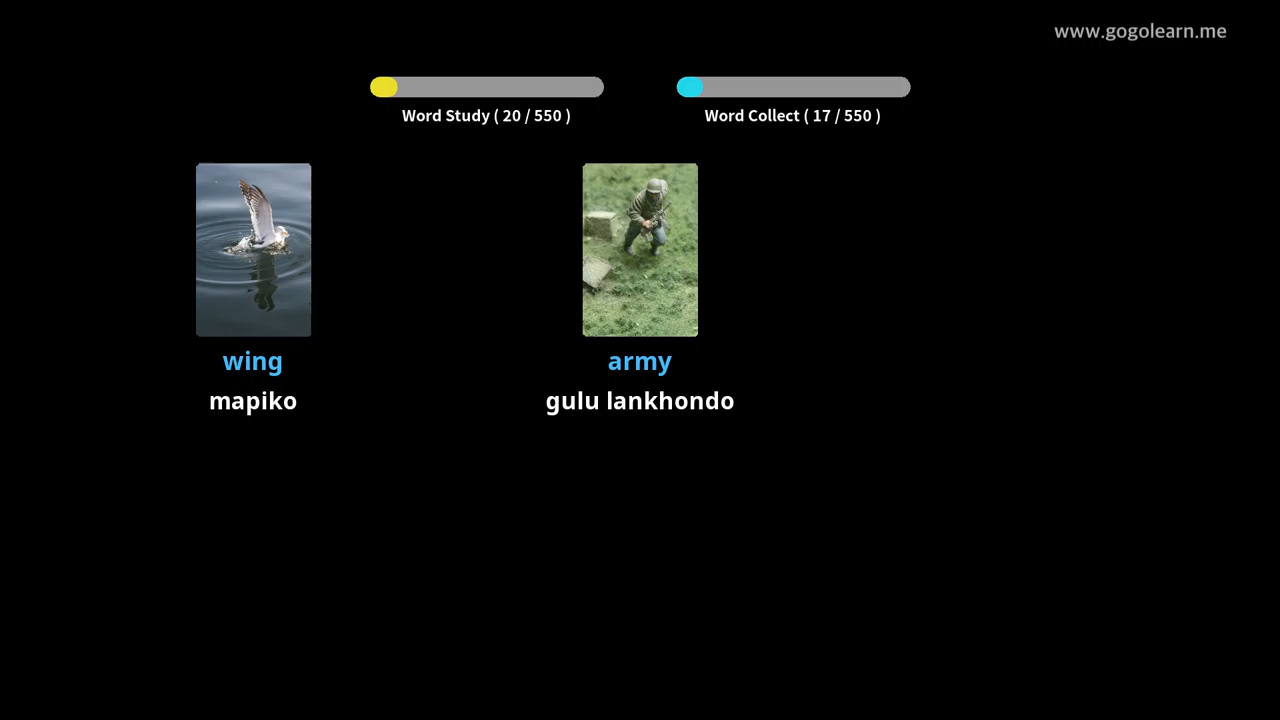 www.gogolearn.me
Word Study ( 20 / 550 )
Word Collect ( 17 / 550 )
wing
army
mapiko
gulu lankhondo